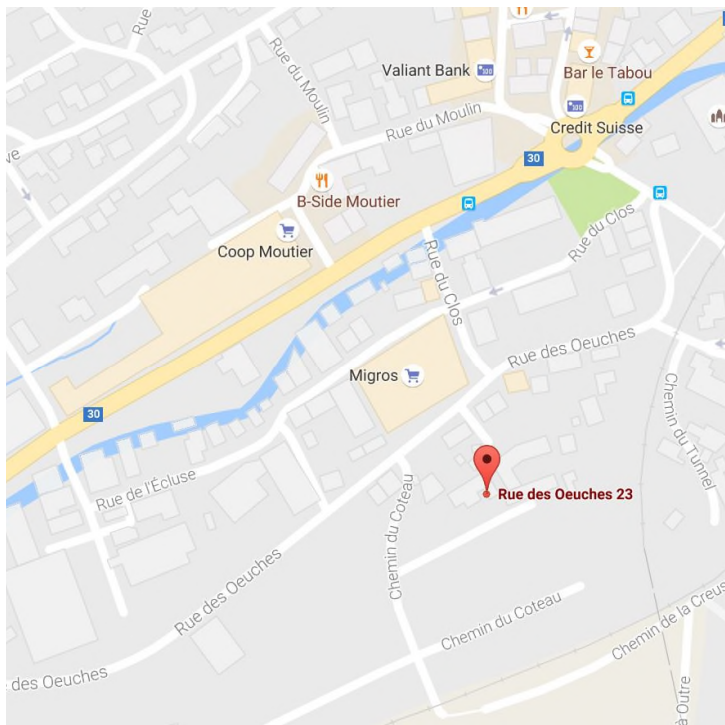 Rue
Rue du Moulin
Valiant Bank
Bar le Tabou
Credit Suisse
Rue du Moulin
30
ve
B-Side Moutier
Coop Moutier
Rue du Clos
Rue du Clos
Rue des Oeuches
Migros
30
Chemin du Tunnel
Rue de l'Écluse
Rue des Oeuches 23
Chemin du Coteau
Rue des Oeuches
Chemin du Coteau
Chemin de la Creus
des Oeuches
a-Outre